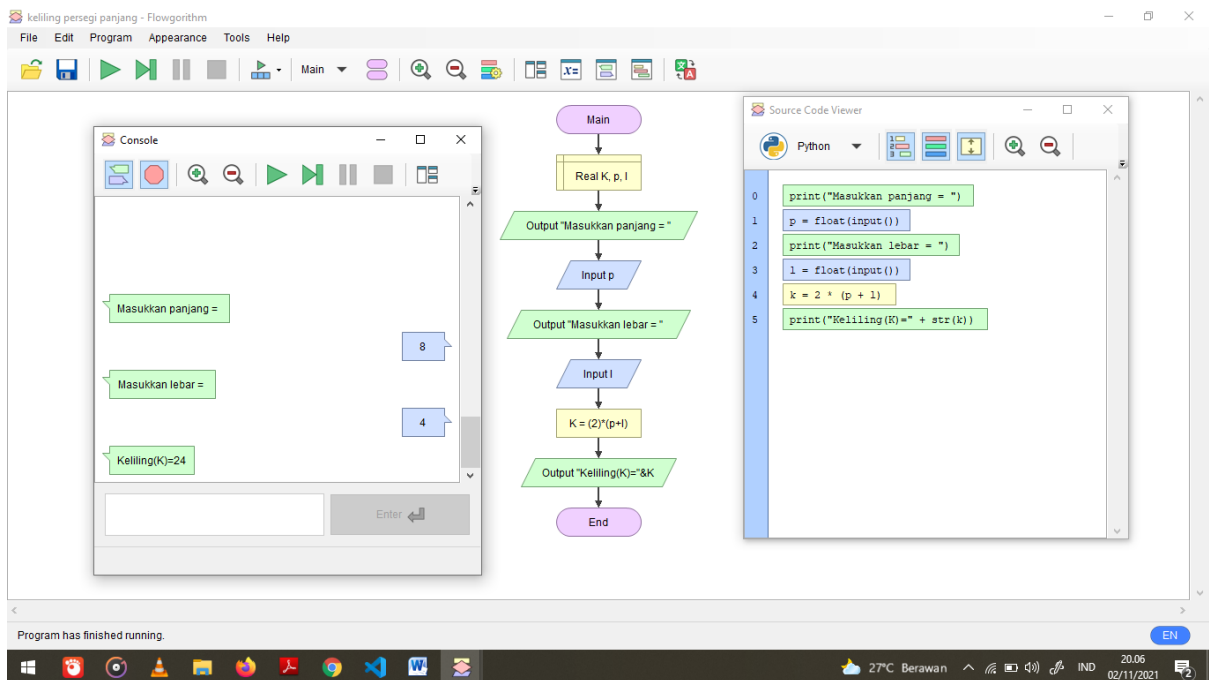 keliling persegi panjang - Flowgorithm
File Edit Program Appearance Tools Help
Main
Console
Masukkan panjang =
8
Masukkan lebar =
4
Keliling(K)=24
Enter
Main
Real K, p, l
Output "Masukkan panjang = "
Input p
Output "Masukkan lebar = "
Input l
K = (2)*(p+l)
Output "Keliling(K)="&K
End
Source Code Viewer
Python
0 print("Masukkan panjang = ")
1 p = float(input())
2 print("Masukkan lebar = ")
3 l = float(input())
4 k = 2 * (p + l)
5 print("Keliling(K)=" + str(k))
Program has finished running.
EN
27°C Berawan
IND
20.06
02/11/2021
2